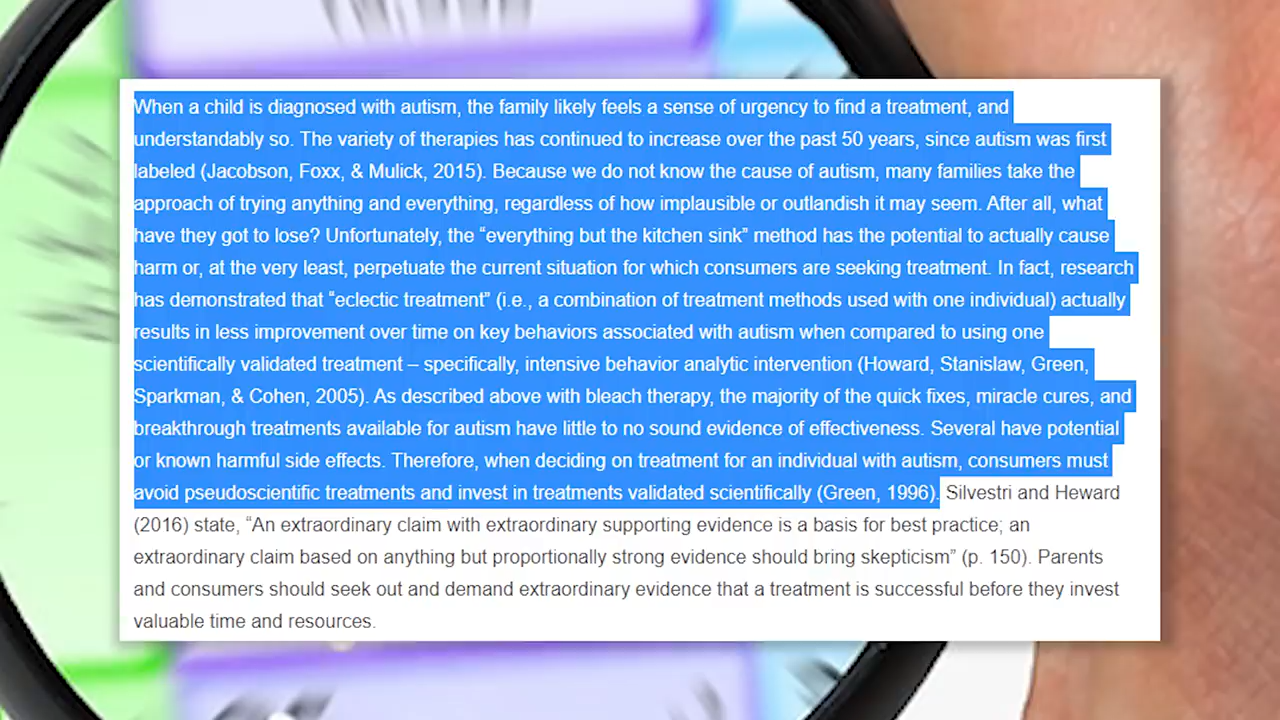 When a child is diagnosed with autism, the family likely feels a sense of urgency to find a treatment, and
understandably so. The variety of therapies has continued to increase over the past 50 years, since autism was first
labeled (Jacobson, Foxx, & Mulick, 2015). Because we do not know the cause of autism, many families take the
approach of trying anything and everything, regardless of how implausible or outlandish it may seem. After all, what
have they got to lose? Unfortunately, the “everything but the kitchen sink” method has the potential to actually cause
harm or, at the very least, perpetuate the current situation for which consumers are seeking treatment. In fact, research
has demonstrated that “eclectic treatment” (i.e., a combination of treatment methods used with one individual) actually
results in less improvement over time on key behaviors associated with autism when compared to using one
scientifically validated treatment – specifically, intensive behavior analytic intervention (Howard, Stanislaw, Green,
Sparkman, & Cohen, 2005). As described above with bleach therapy, the majority of the quick fixes, miracle cures, and
breakthrough treatments available for autism have little to no sound evidence of effectiveness. Several have potential
or known harmful side effects. Therefore, when deciding on treatment for an individual with autism, consumers must
avoid pseudoscientific treatments and invest in treatments validated scientifically (Green, 1996). Silvestri and Heward
(2016) state, “An extraordinary claim with extraordinary supporting evidence is a basis for best practice; an
extraordinary claim based on anything but proportionally strong evidence should bring skepticism” (p. 150). Parents
and consumers should seek out and demand extraordinary evidence that a treatment is successful before they invest
valuable time and resources.